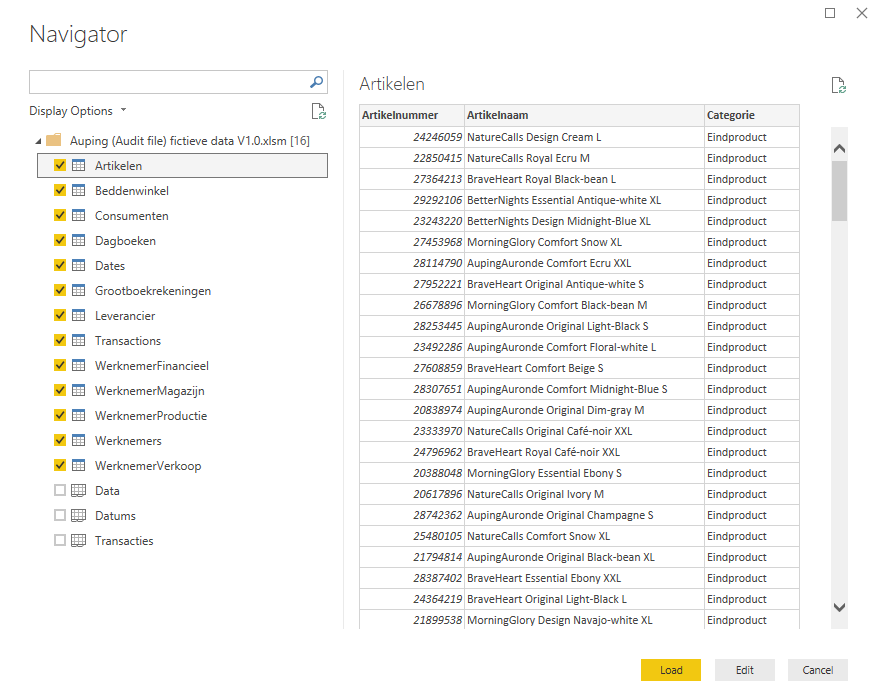 Navigator
Display Options
Auping (Audit file) fictieve data V1.0.xlsm [16]
Artikelen
Beddenwinkel
Consumenten
Dagboeken
Dates
Grootboekrekeningen
Leverancier
Transactions
WerknemerFinancieel
WerknemerMagazijn
WerknemerProductie
Werknemers
WerknemerVerkoop
Data
Datums
Transacties
Artikelen
Artikelnummer Artikelnaam Categorie
24246059 NatureCalls Design Cream L Eindproduct
22850415 NatureCalls Royal Ecru M Eindproduct
27364213 BraveHeart Royal Black-bean L Eindproduct
29292106 BetterNights Essential Antique-white XL Eindproduct
23243220 BetterNights Design Midnight-Blue XL Eindproduct
27453968 MorningGlory Comfort Snow XL Eindproduct
28114790 AupingAuronde Comfort Ecru XXL Eindproduct
27952221 BraveHeart Original Antique-white S Eindproduct
26678896 MorningGlory Comfort Black-bean M Eindproduct
28253445 AupingAuronde Original Light-Black S Eindproduct
23492286 AupingAuronde Comfort Floral-white L Eindproduct
27608859 BraveHeart Comfort Beige S Eindproduct
28307651 AupingAuronde Comfort Midnight-Blue S Eindproduct
20838974 AupingAuronde Original Dim-gray M Eindproduct
23333970 NatureCalls Original Café-noir XXL Eindproduct
24796962 BraveHeart Royal Café-noir XXL Eindproduct
20388048 MorningGlory Essential Ebony S Eindproduct
20617896 NatureCalls Original Ivory M Eindproduct
28742362 AupingAuronde Original Champagne S Eindproduct
25480105 NatureCalls Comfort Snow XL Eindproduct
21794814 AupingAuronde Original Black-bean XL Eindproduct
28387402 BraveHeart Essential Ebony XXL Eindproduct
24364219 BraveHeart Original Light-Black L Eindproduct
21899538 MorningGlory Design Navajo-white XL Eindproduct
Load Edit Cancel